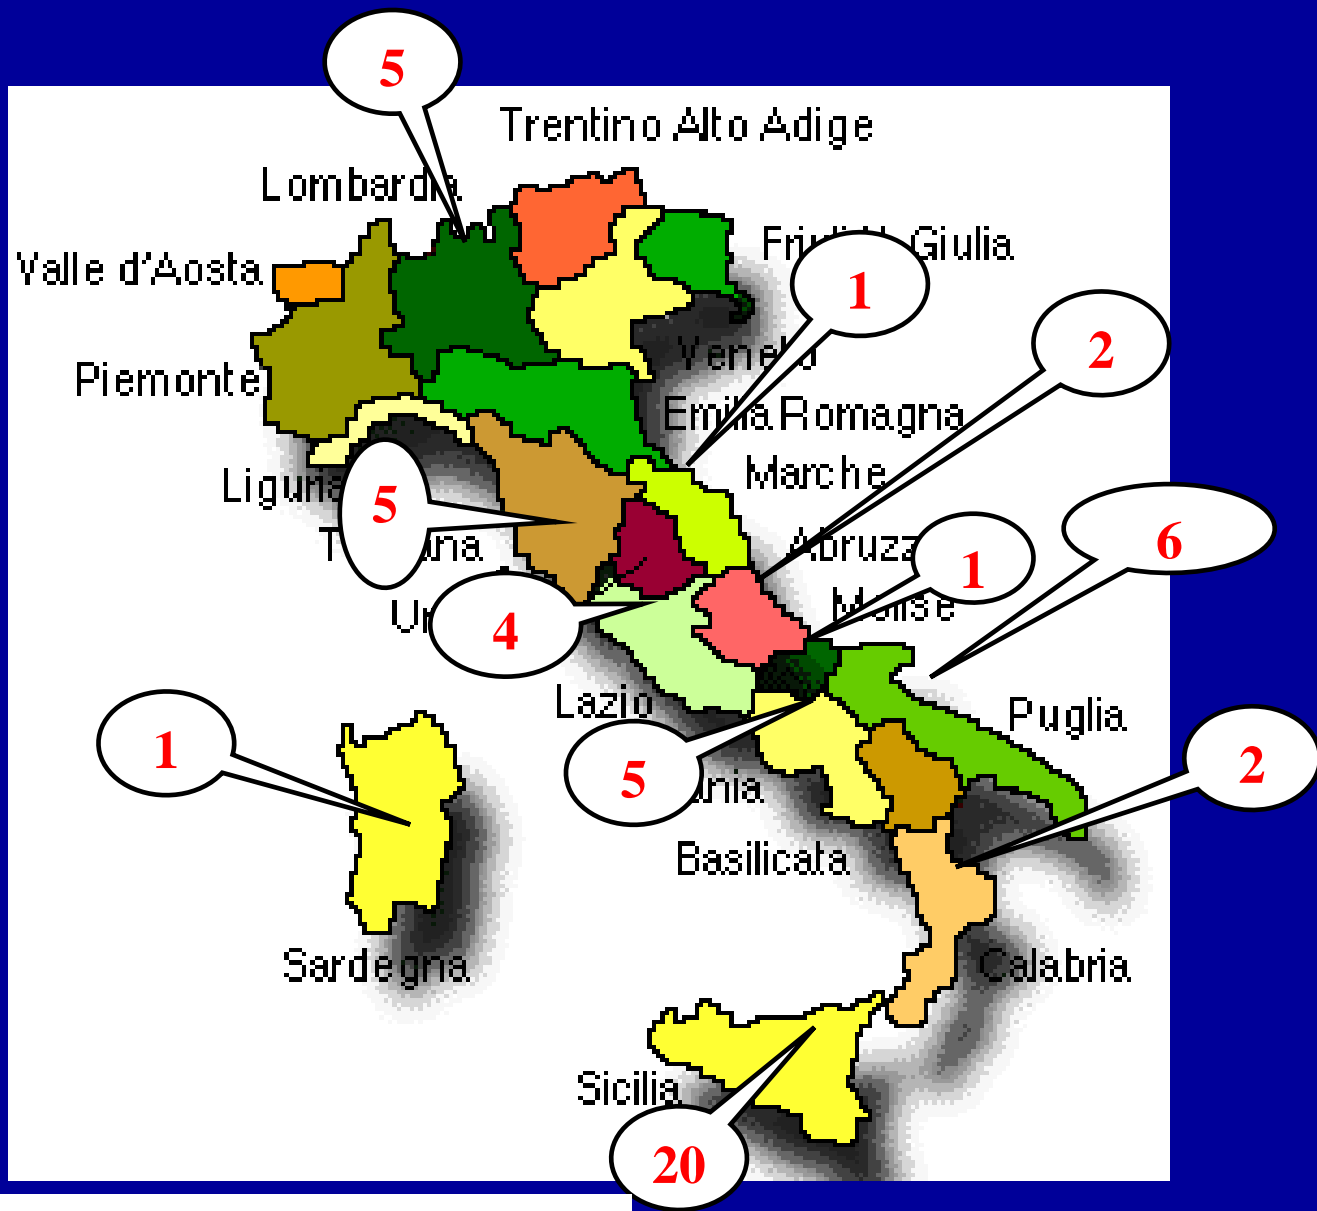 5
Trentino Alto Adige
Lombardia
Friuli Giulia
Valle d'Aosta
1
2
Veneto
Piemonte
Emilia Romagna
Marche
Liguria
5
6
Abruzz
1
Molise
4
Lazio
Puglia
1
5
2
Basilicata
Sardegna
Calabria
Sicilia
20